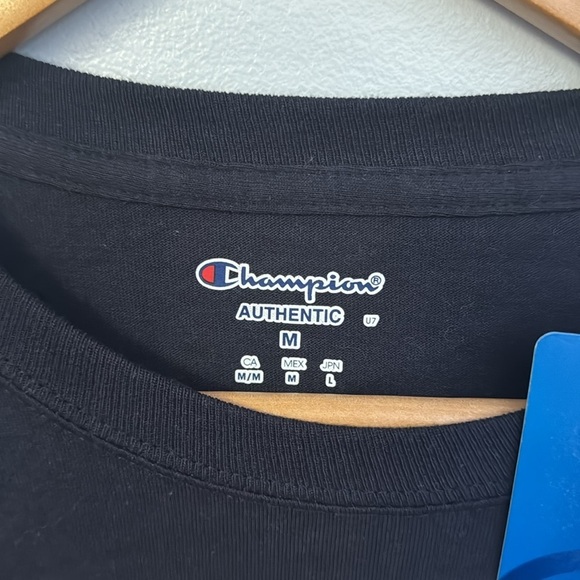 Champion®
AUTHENTIC U7
M
CA MEX JPN
M/M M L